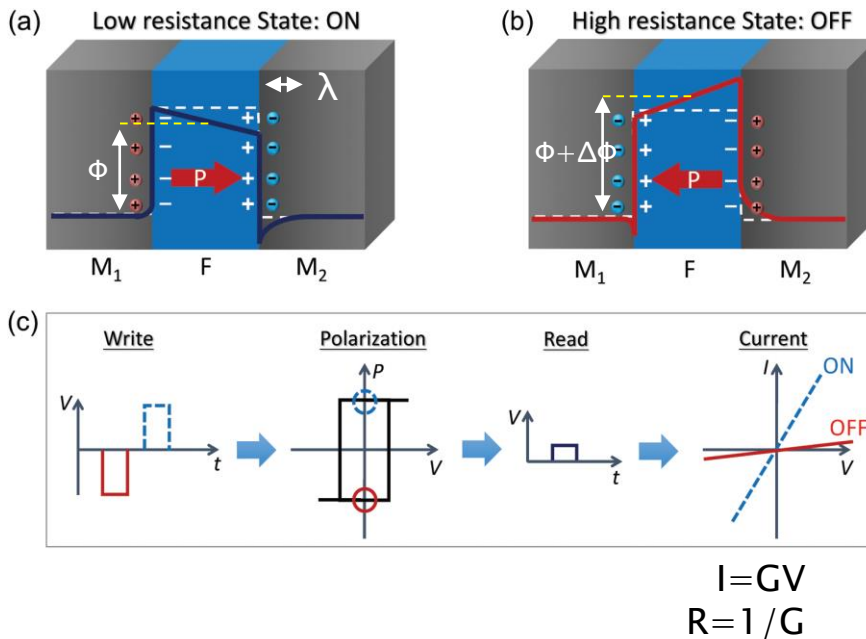 (a)
Low resistance State: ON
λ
Φ
P
M₁
F
M₂
(b)
High resistance State: OFF
Φ+ΔΦ
P
M₁
F
M₂
(c)
Write
V
t
Polarization
P
V
Read
V
t
Current
I
ON
OFF
V
I=GV
R=1/G